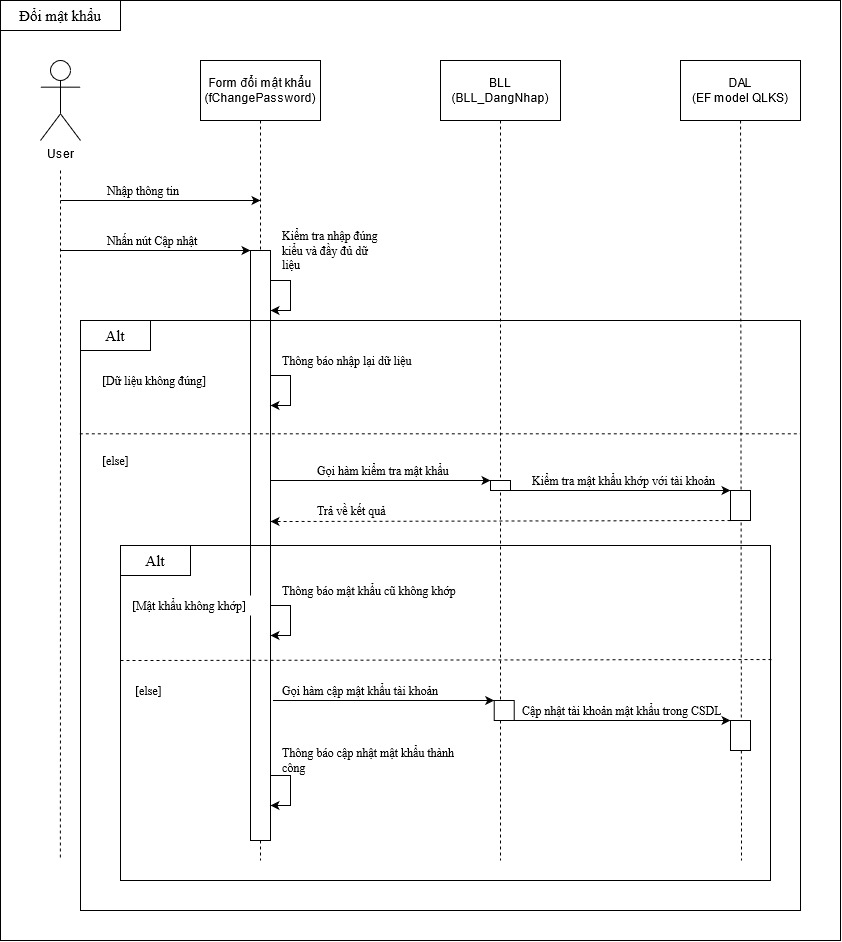 Đổi mật khẩu
Form đổi mật khẩu
(fChangePassword)
BLL
(BLL_DangNhap)
DAL
(EF model QLKS)
User
Nhập thông tin
Nhấn nút Cập nhật
Kiểm tra nhập đúng
kiểu và đầy đủ dữ
liệu
Alt
Thông báo nhập lại dữ liệu
[Dữ liệu không đúng]
[else]
Gọi hàm kiểm tra mật khẩu
Kiểm tra mật khẩu khớp với tài khoản
Trả về kết quả
Alt
Thông báo mật khẩu cũ không khớp
[Mật khẩu không khớp]
[else]
Gọi hàm cập mật khẩu tài khoản
Cập nhật tài khoản mật khẩu trong CSDL
Thông báo cập nhật mật khẩu thành
công